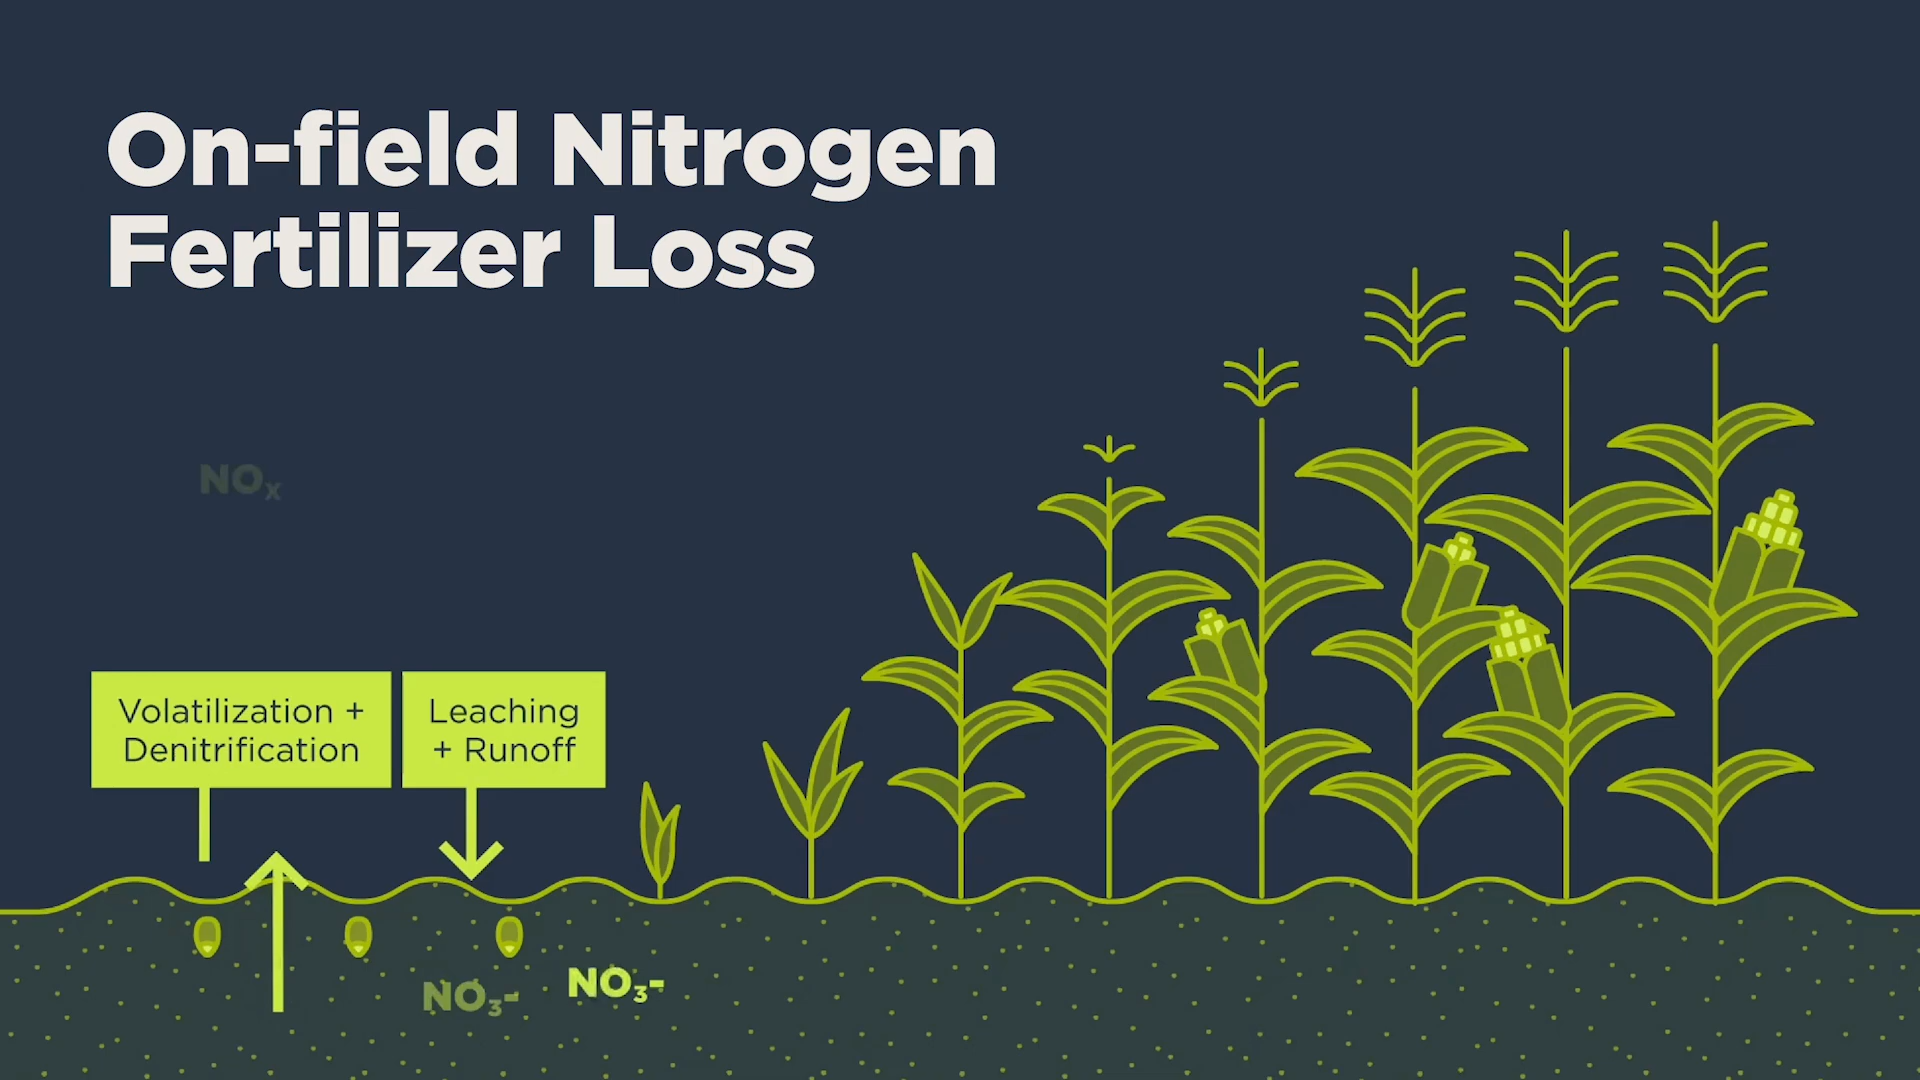 On-field Nitrogen
Fertilizer Loss
NOₓ
Volatilization +
Denitrification
Leaching
+ Runoff
NO₃-
NO₃-